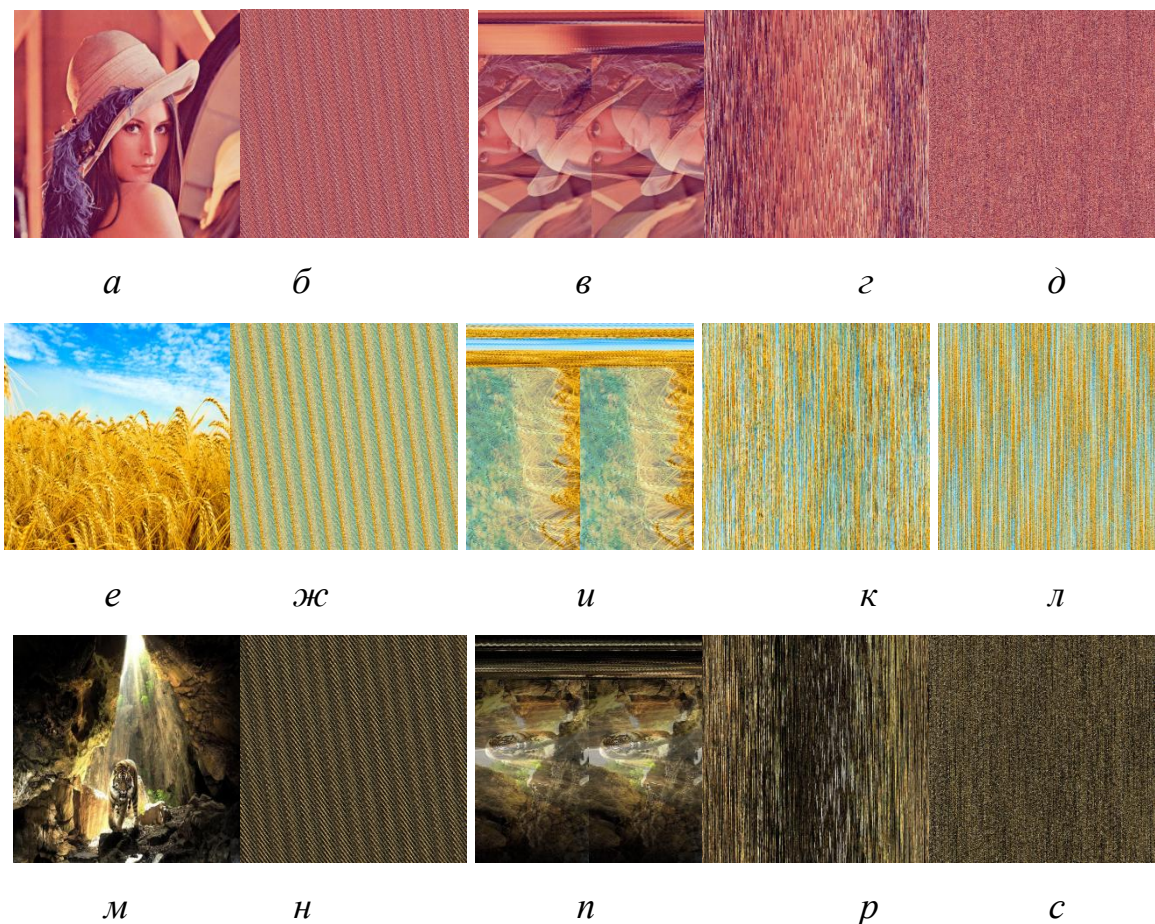 а б в г д
е ж и к л
м н п р с